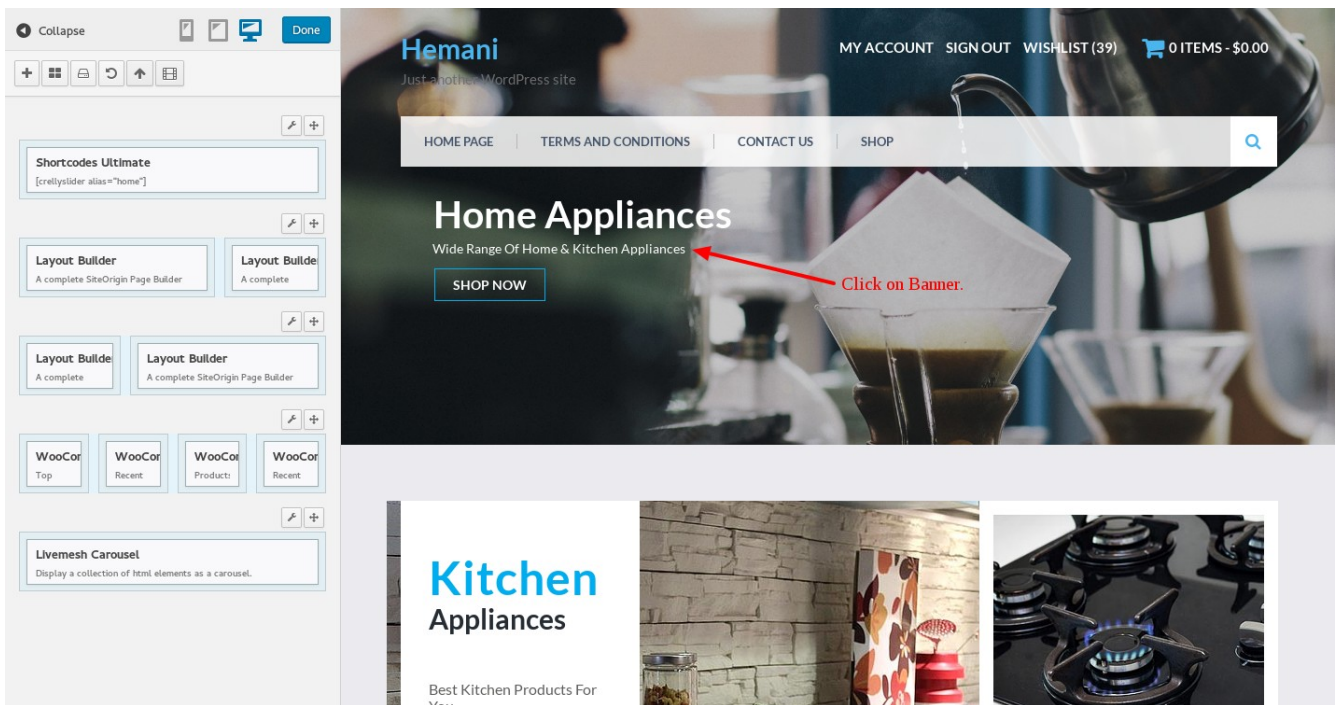 Collapse
Done
Shortcodes Ultimate
[crellyslider alias="home"]
Layout Builder
A complete SiteOrigin Page Builder
Layout Builde
A complete
Layout Builde
A complete
Layout Builder
A complete SiteOrigin Page Builder
WooCor
Top
WooCor
Recent
WooCor
Products
WooCor
Recent
Livemesh Carousel
Display a collection of html elements as a carousel.
Hemani
Just another WordPress site
MY ACCOUNT SIGN OUT WISHLIST (39) 0 ITEMS - $0.00
HOME PAGE TERMS AND CONDITIONS CONTACT US SHOP
Home Appliances
Wide Range Of Home & Kitchen Appliances
SHOP NOW
Click on Banner.
Kitchen
Appliances
Best Kitchen Products For
You